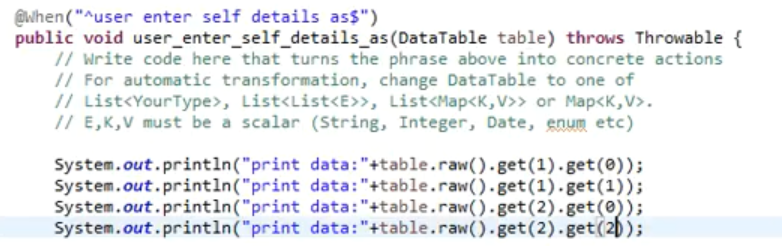 @When("^user enter self details as$")
public void user_enter_self_details_as(DataTable table) throws Throwable {
    // Write code here that turns the phrase above into concrete actions
    // For automatic transformation, change DataTable to one of
    // List<YourType>, List<List<E>>, List<Map<K,V>> or Map<K,V>.
    // E,K,V must be a scalar (String, Integer, Date, enum etc)

    System.out.println("print data:"+table.raw().get(1).get(0));
    System.out.println("print data:"+table.raw().get(1).get(1));
    System.out.println("print data:"+table.raw().get(2).get(0));
    System.out.println("print data:"+table.raw().get(2).get(2));